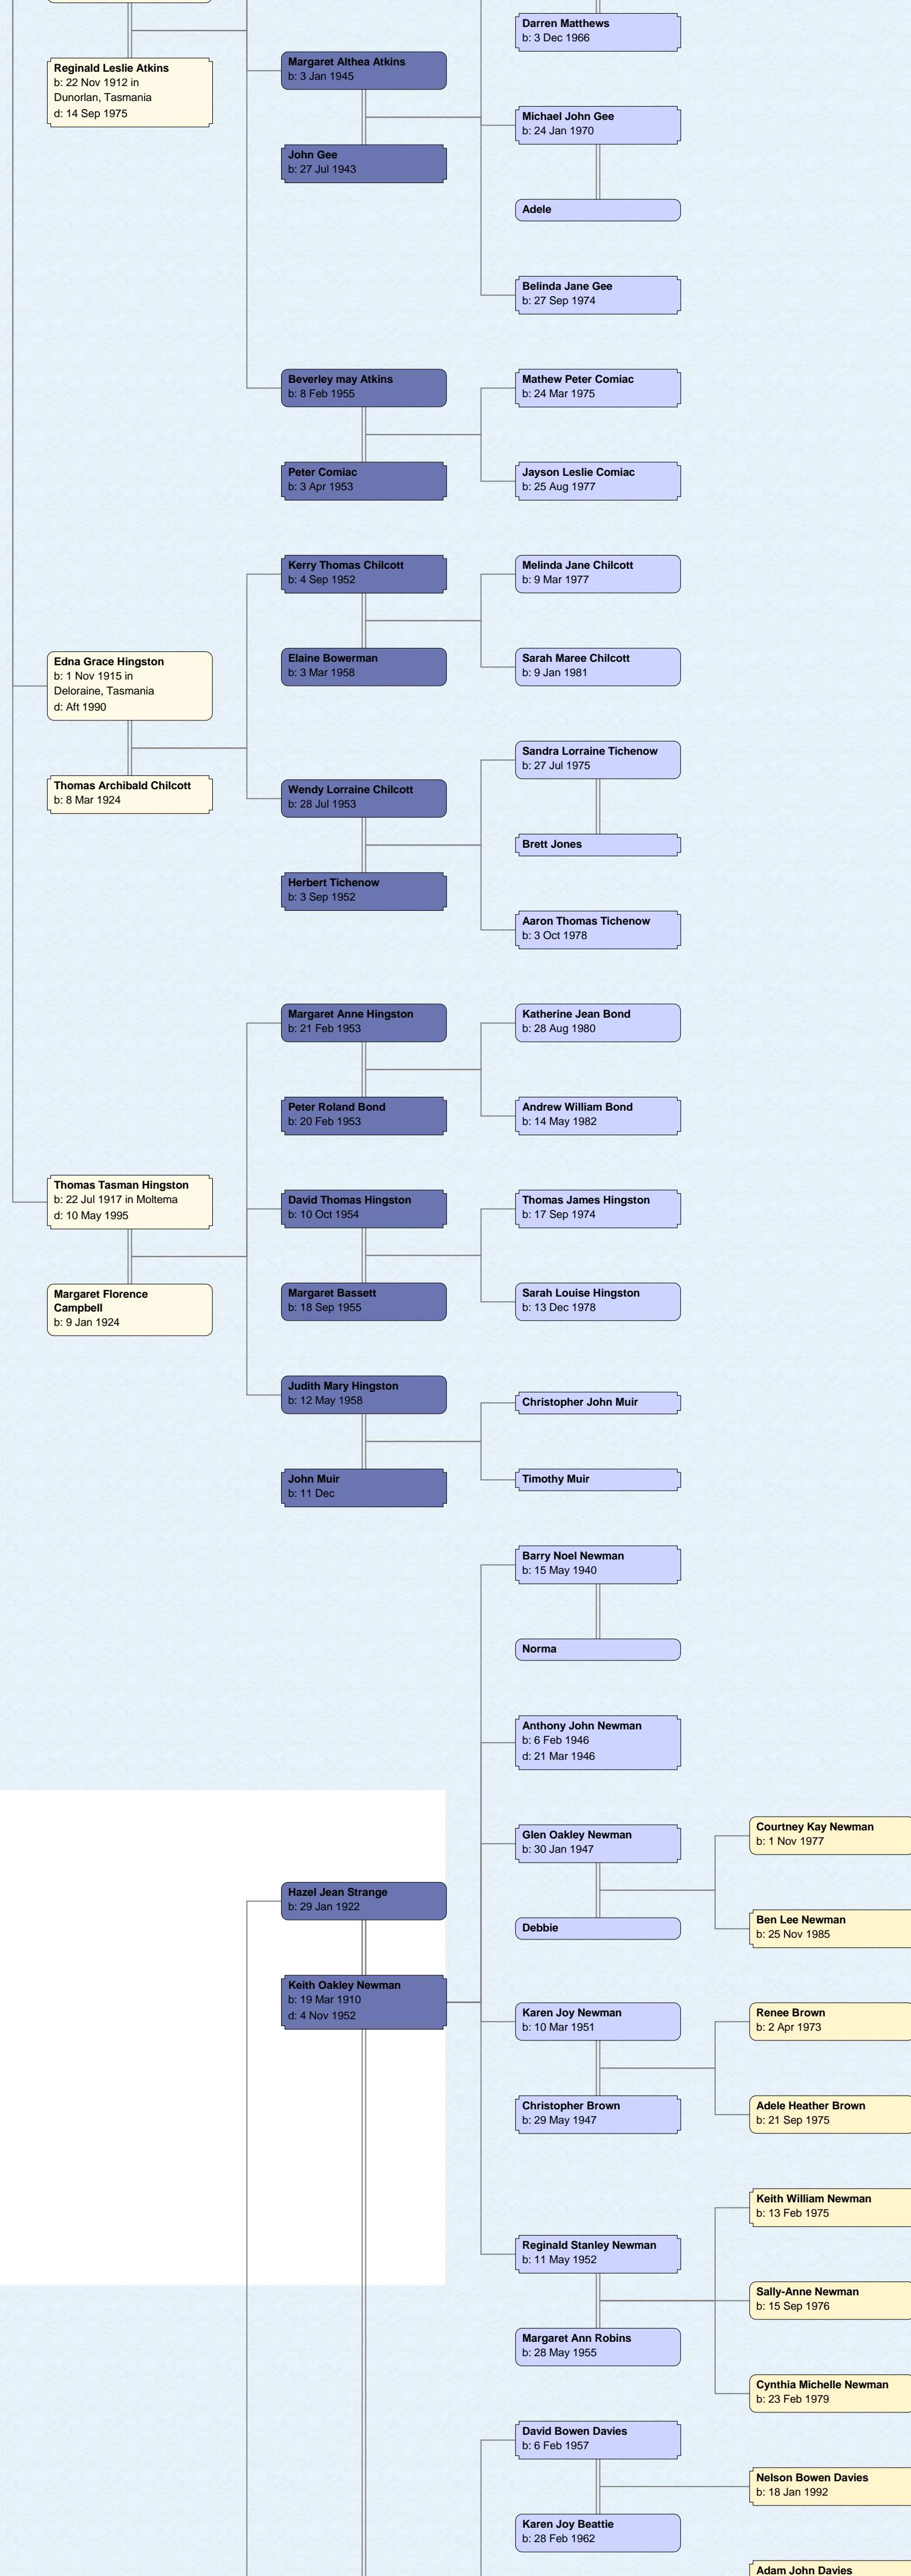 Darren Matthews
b: 3 Dec 1966
Reginald Leslie Atkins
b: 22 Nov 1912 in
Dunorlan, Tasmania
d: 14 Sep 1975
Margaret Althea Atkins
b: 3 Jan 1945
John Gee
b: 27 Jul 1943
Michael John Gee
b: 24 Jan 1970
Adele
Belinda Jane Gee
b: 27 Sep 1974
Beverley may Atkins
b: 8 Feb 1955
Peter Comiac
b: 3 Apr 1953
Mathew Peter Comiac
b: 24 Mar 1975
Jayson Leslie Comiac
b: 25 Aug 1977
Edna Grace Hingston
b: 1 Nov 1915 in
Deloraine, Tasmania
d: Aft 1990
Thomas Archibald Chilcott
b: 8 Mar 1924
Kerry Thomas Chilcott
b: 4 Sep 1952
Elaine Bowerman
b: 3 Mar 1958
Melinda Jane Chilcott
b: 9 Mar 1977
Sarah Maree Chilcott
b: 9 Jan 1981
Wendy Lorraine Chilcott
b: 28 Jul 1953
Herbert Tichenow
b: 3 Sep 1952
Sandra Lorraine Tichenow
b: 27 Jul 1975
Brett Jones
Aaron Thomas Tichenow
b: 3 Oct 1978
Thomas Tasman Hingston
b: 22 Jul 1917 in Moltema
d: 10 May 1995
Margaret Florence
Campbell
b: 9 Jan 1924
Margaret Anne Hingston
b: 21 Feb 1953
Peter Roland Bond
b: 20 Feb 1953
Katherine Jean Bond
b: 28 Aug 1980
Andrew William Bond
b: 14 May 1982
David Thomas Hingston
b: 10 Oct 1954
Margaret Bassett
b: 18 Sep 1955
Thomas James Hingston
b: 17 Sep 1974
Sarah Louise Hingston
b: 13 Dec 1978
Judith Mary Hingston
b: 12 May 1958
John Muir
b: 11 Dec
Christopher John Muir
Timothy Muir
Barry Noel Newman
b: 15 May 1940
Norma
Anthony John Newman
b: 6 Feb 1946
d: 21 Mar 1946
Hazel Jean Strange
b: 29 Jan 1922
Keith Oakley Newman
b: 19 Mar 1910
d: 4 Nov 1952
Glen Oakley Newman
b: 30 Jan 1947
Debbie
Courtney Kay Newman
b: 1 Nov 1977
Ben Lee Newman
b: 25 Nov 1985
Karen Joy Newman
b: 10 Mar 1951
Christopher Brown
b: 29 May 1947
Renee Brown
b: 2 Apr 1973
Adele Heather Brown
b: 21 Sep 1975
Reginald Stanley Newman
b: 11 May 1952
Margaret Ann Robins
b: 28 May 1955
Keith William Newman
b: 13 Feb 1975
Sally-Anne Newman
b: 15 Sep 1976
Cynthia Michelle Newman
b: 23 Feb 1979
David Bowen Davies
b: 6 Feb 1957
Karen Joy Beattie
b: 28 Feb 1962
Nelson Bowen Davies
b: 18 Jan 1992
Adam John Davies